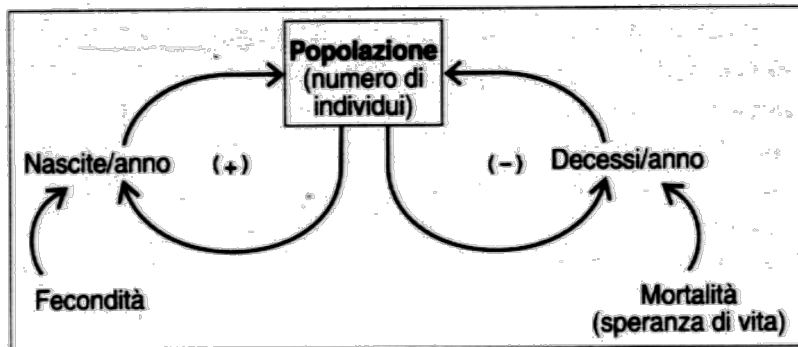 Popolazione
(numero di
individui)
Nascite/anno
(+)
(-)
Decessi/anno
Fecondità
Mortalità
(speranza di vita)